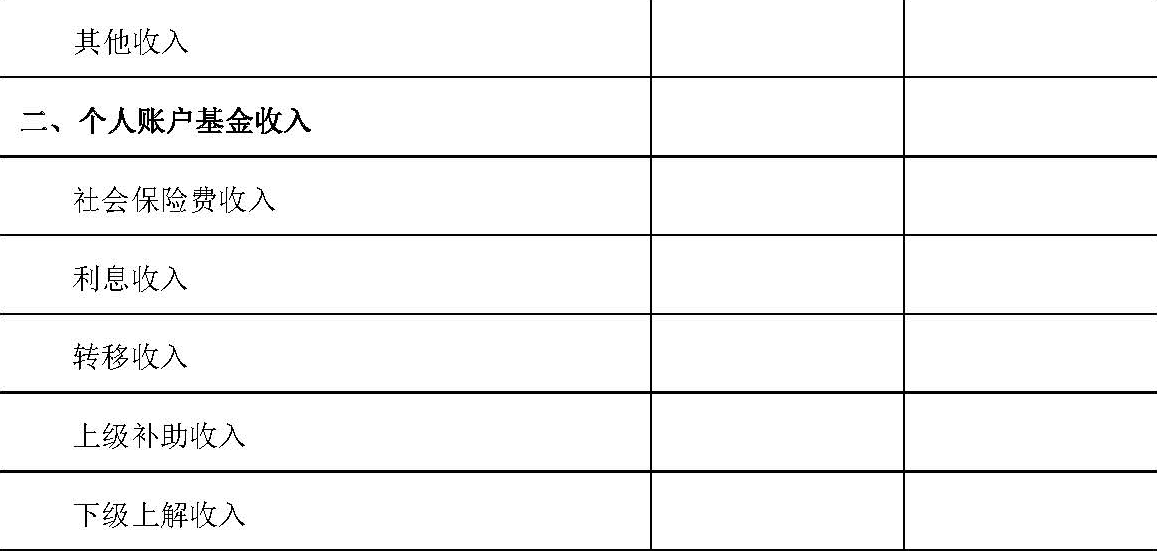 其他收入
二、个人账户基金收入
社会保险费收入
利息收入
转移收入
上级补助收入
下级上解收入